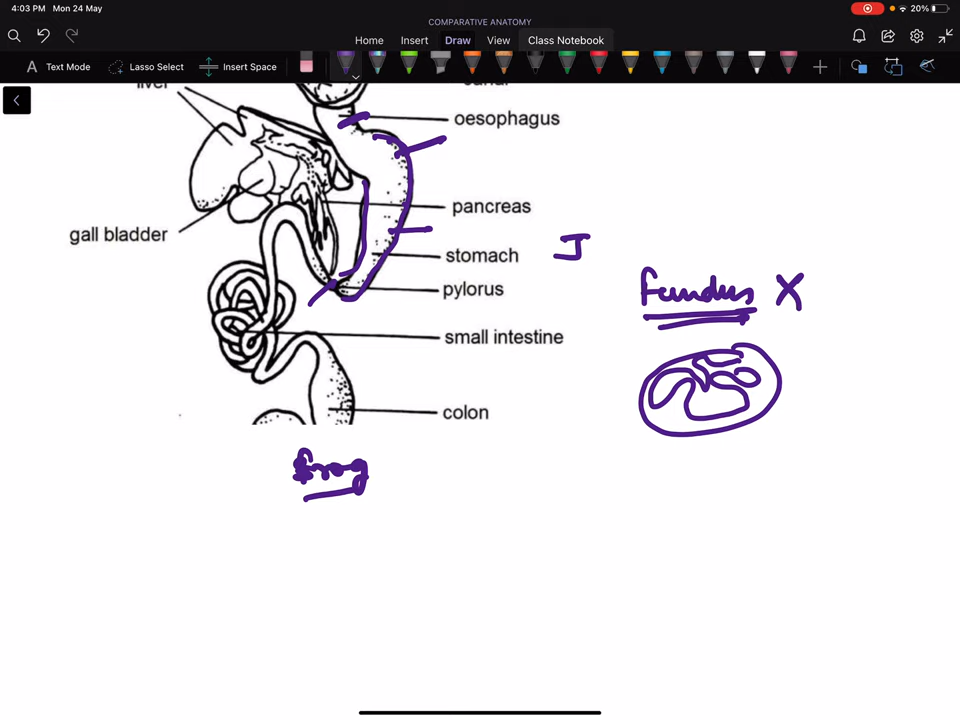 4:03 PM Mon 24 May
20%
COMPARATIVE ANATOMY
Home Insert Draw View Class Notebook
Text Mode Lasso Select Insert Space
liver
canal
oesophagus
pancreas
gall bladder
stomach
J
pylorus
Fundus X
small intestine
colon
frog